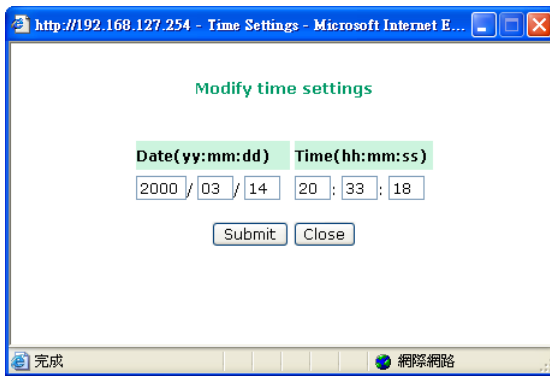 http://192.168.127.254 - Time Settings - Microsoft Internet E...
Modify time settings
Date(yy:mm:dd) Time(hh:mm:ss)
2000 / 03 / 14 20 : 33 : 18
Submit Close
完成 網際網路